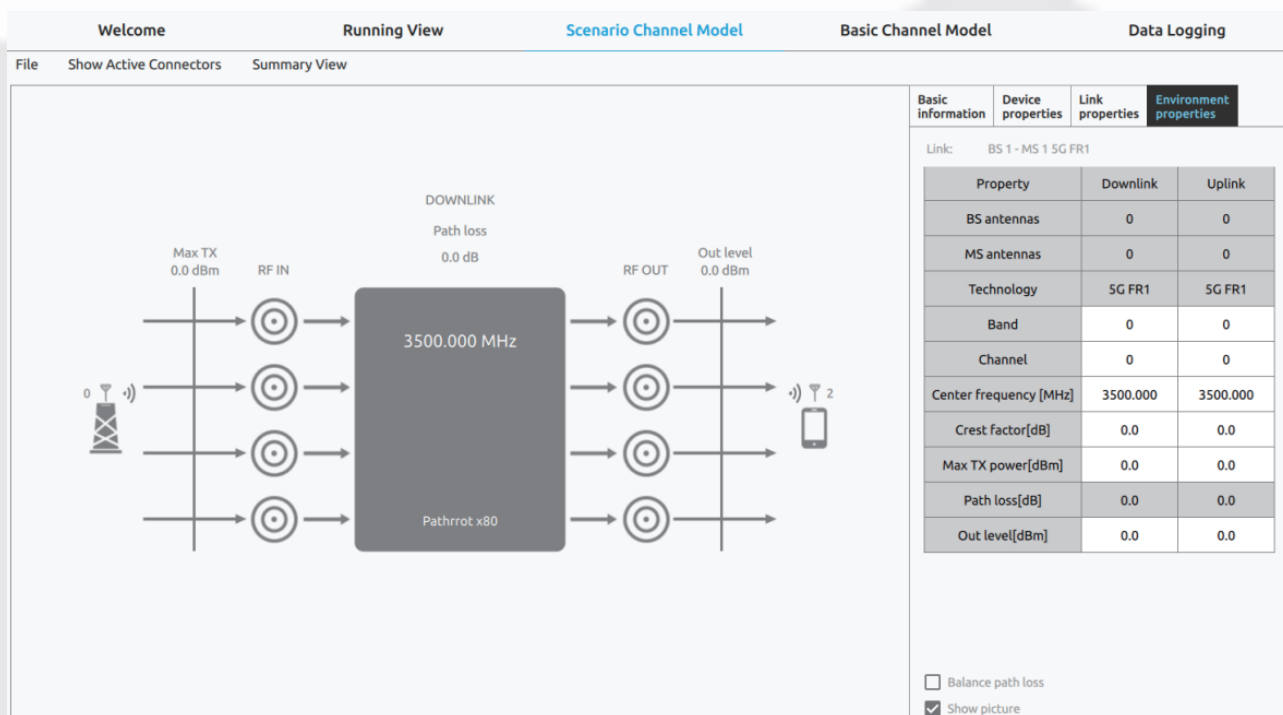 Welcome Running View Scenario Channel Model Basic Channel Model Data Logging
File Show Active Connectors Summary View
Basic information Device properties Link properties Environment properties
Link: BS 1 - MS 1 5G FR1
DOWNLINK
Path loss
0.0 dB
Max TX
0.0 dBm
RF IN
RF OUT
Out level
0.0 dBm
3500.000 MHz
0
2
Pathrrot x80
Property Downlink Uplink
BS antennas 0 0
MS antennas 0 0
Technology 5G FR1 5G FR1
Band 0 0
Channel 0 0
Center frequency [MHz] 3500.000 3500.000
Crest factor[dB] 0.0 0.0
Max TX power[dBm] 0.0 0.0
Path loss[dB] 0.0 0.0
Out level[dBm] 0.0 0.0
Balance path loss
Show picture